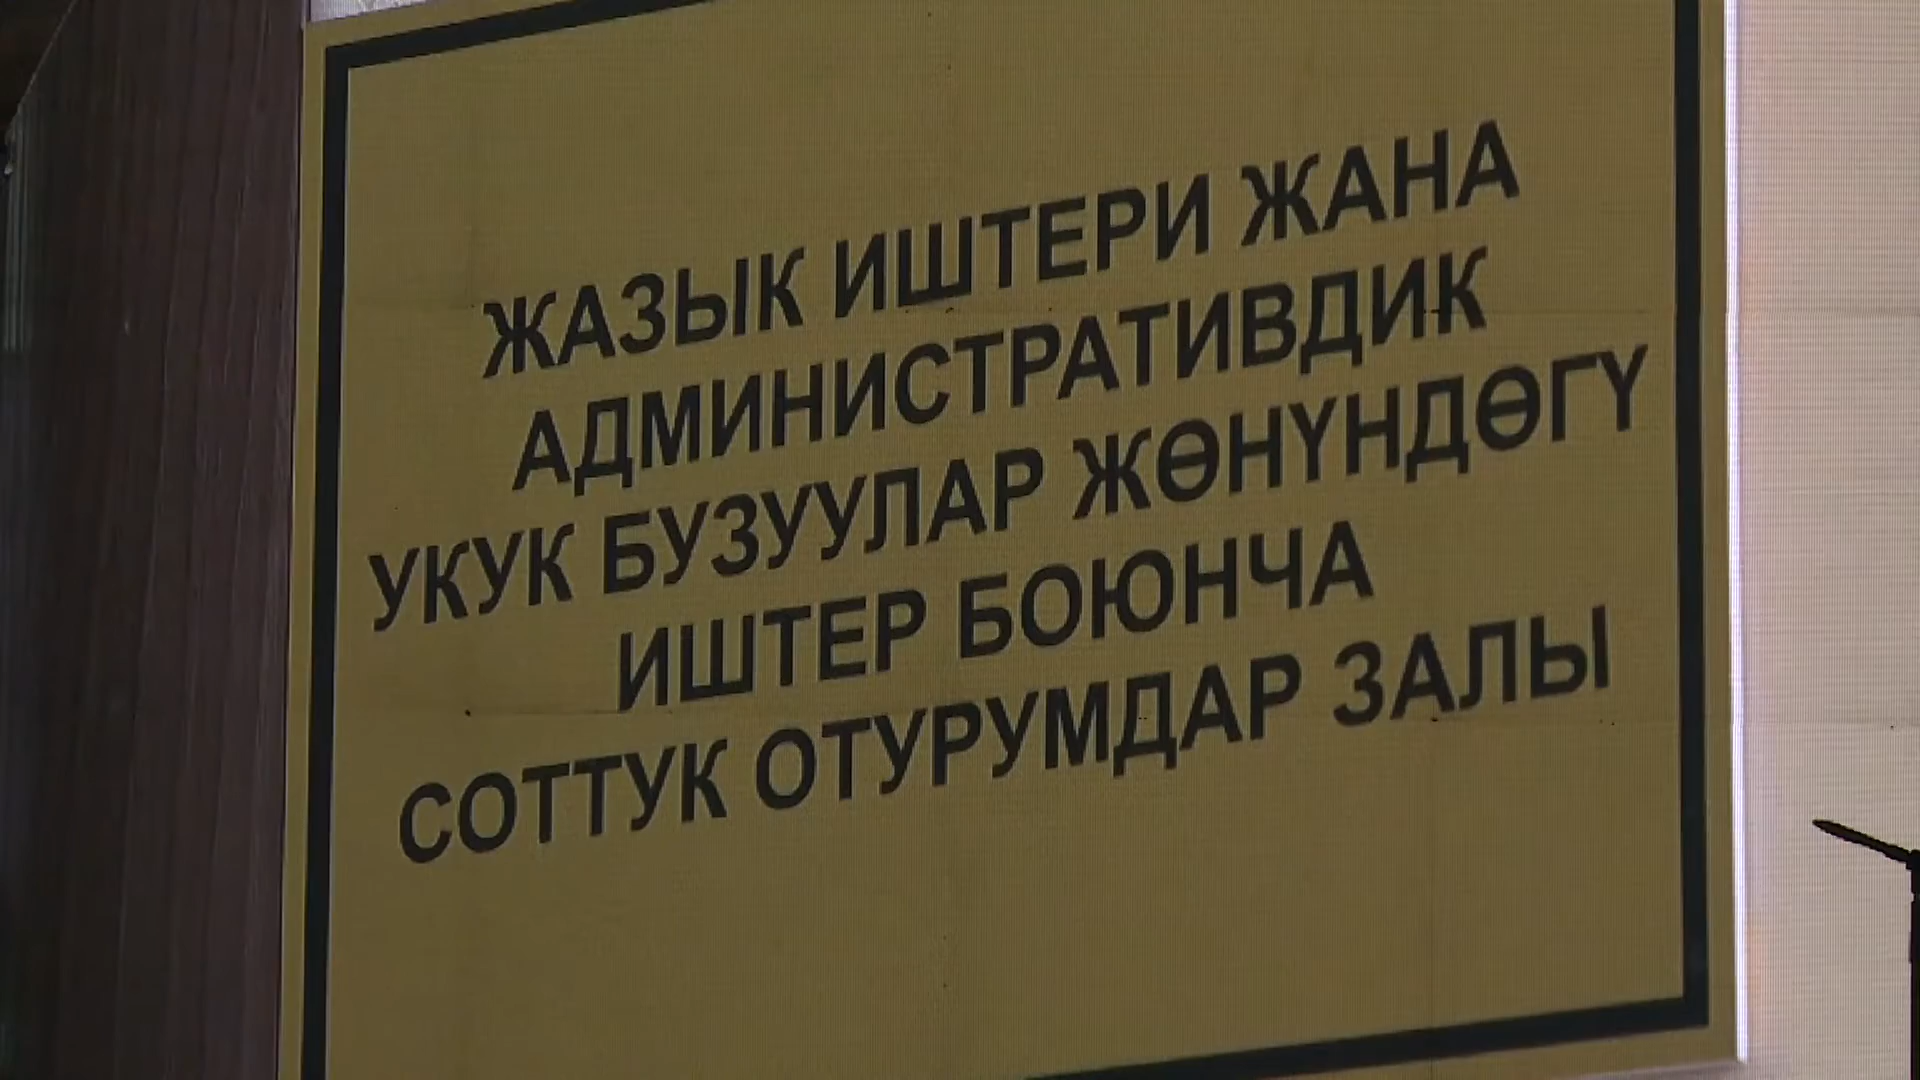 ЖАЗЫК ИШТЕРИ ЖАНА
АДМИНИСТРАТИВДИК
УКУК БУЗУУЛАР ЖӨНҮНДӨГҮ
ИШТЕР БОЮНЧА
СОТТУК ОТУРУМДАР ЗАЛЫ